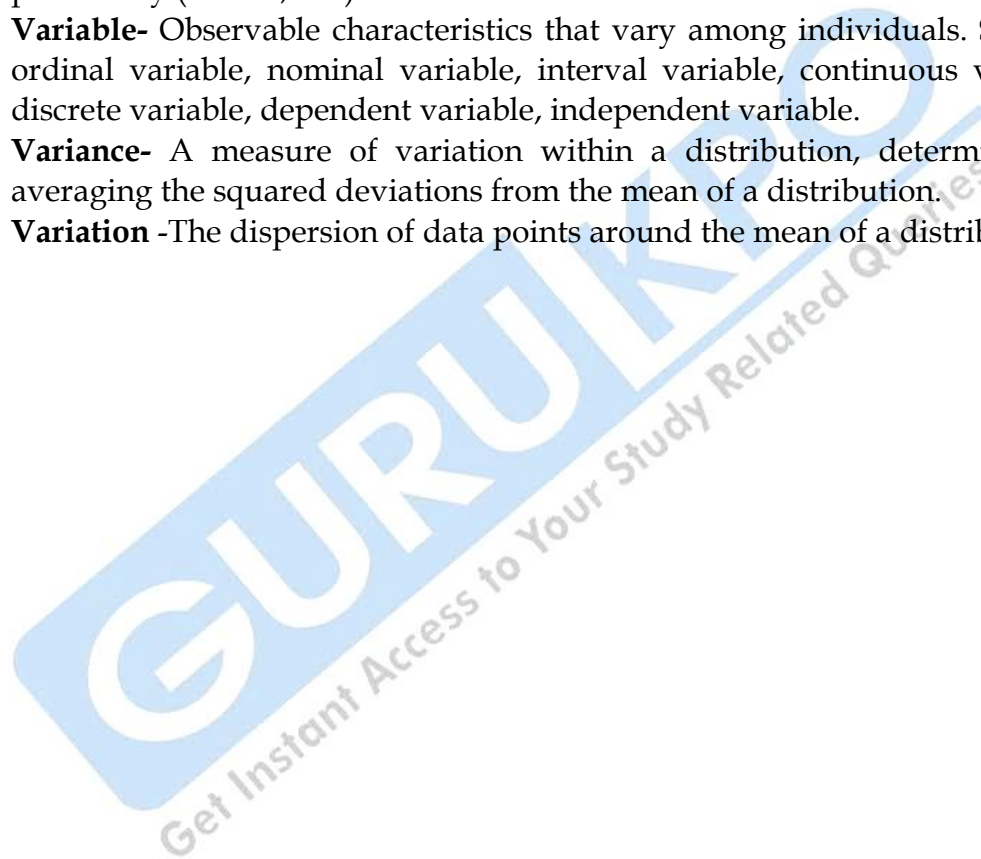 Variable- Observable characteristics that vary among individuals.
ordinal variable, nominal variable, interval variable, continuous
discrete variable, dependent variable, independent variable.
Variance- A measure of variation within a distribution,
averaging the squared deviations from the mean of a distribution.
Variation -The dispersion of data points around the mean of a
GURUKPO
Get Instant Access to Your Study Related Queries